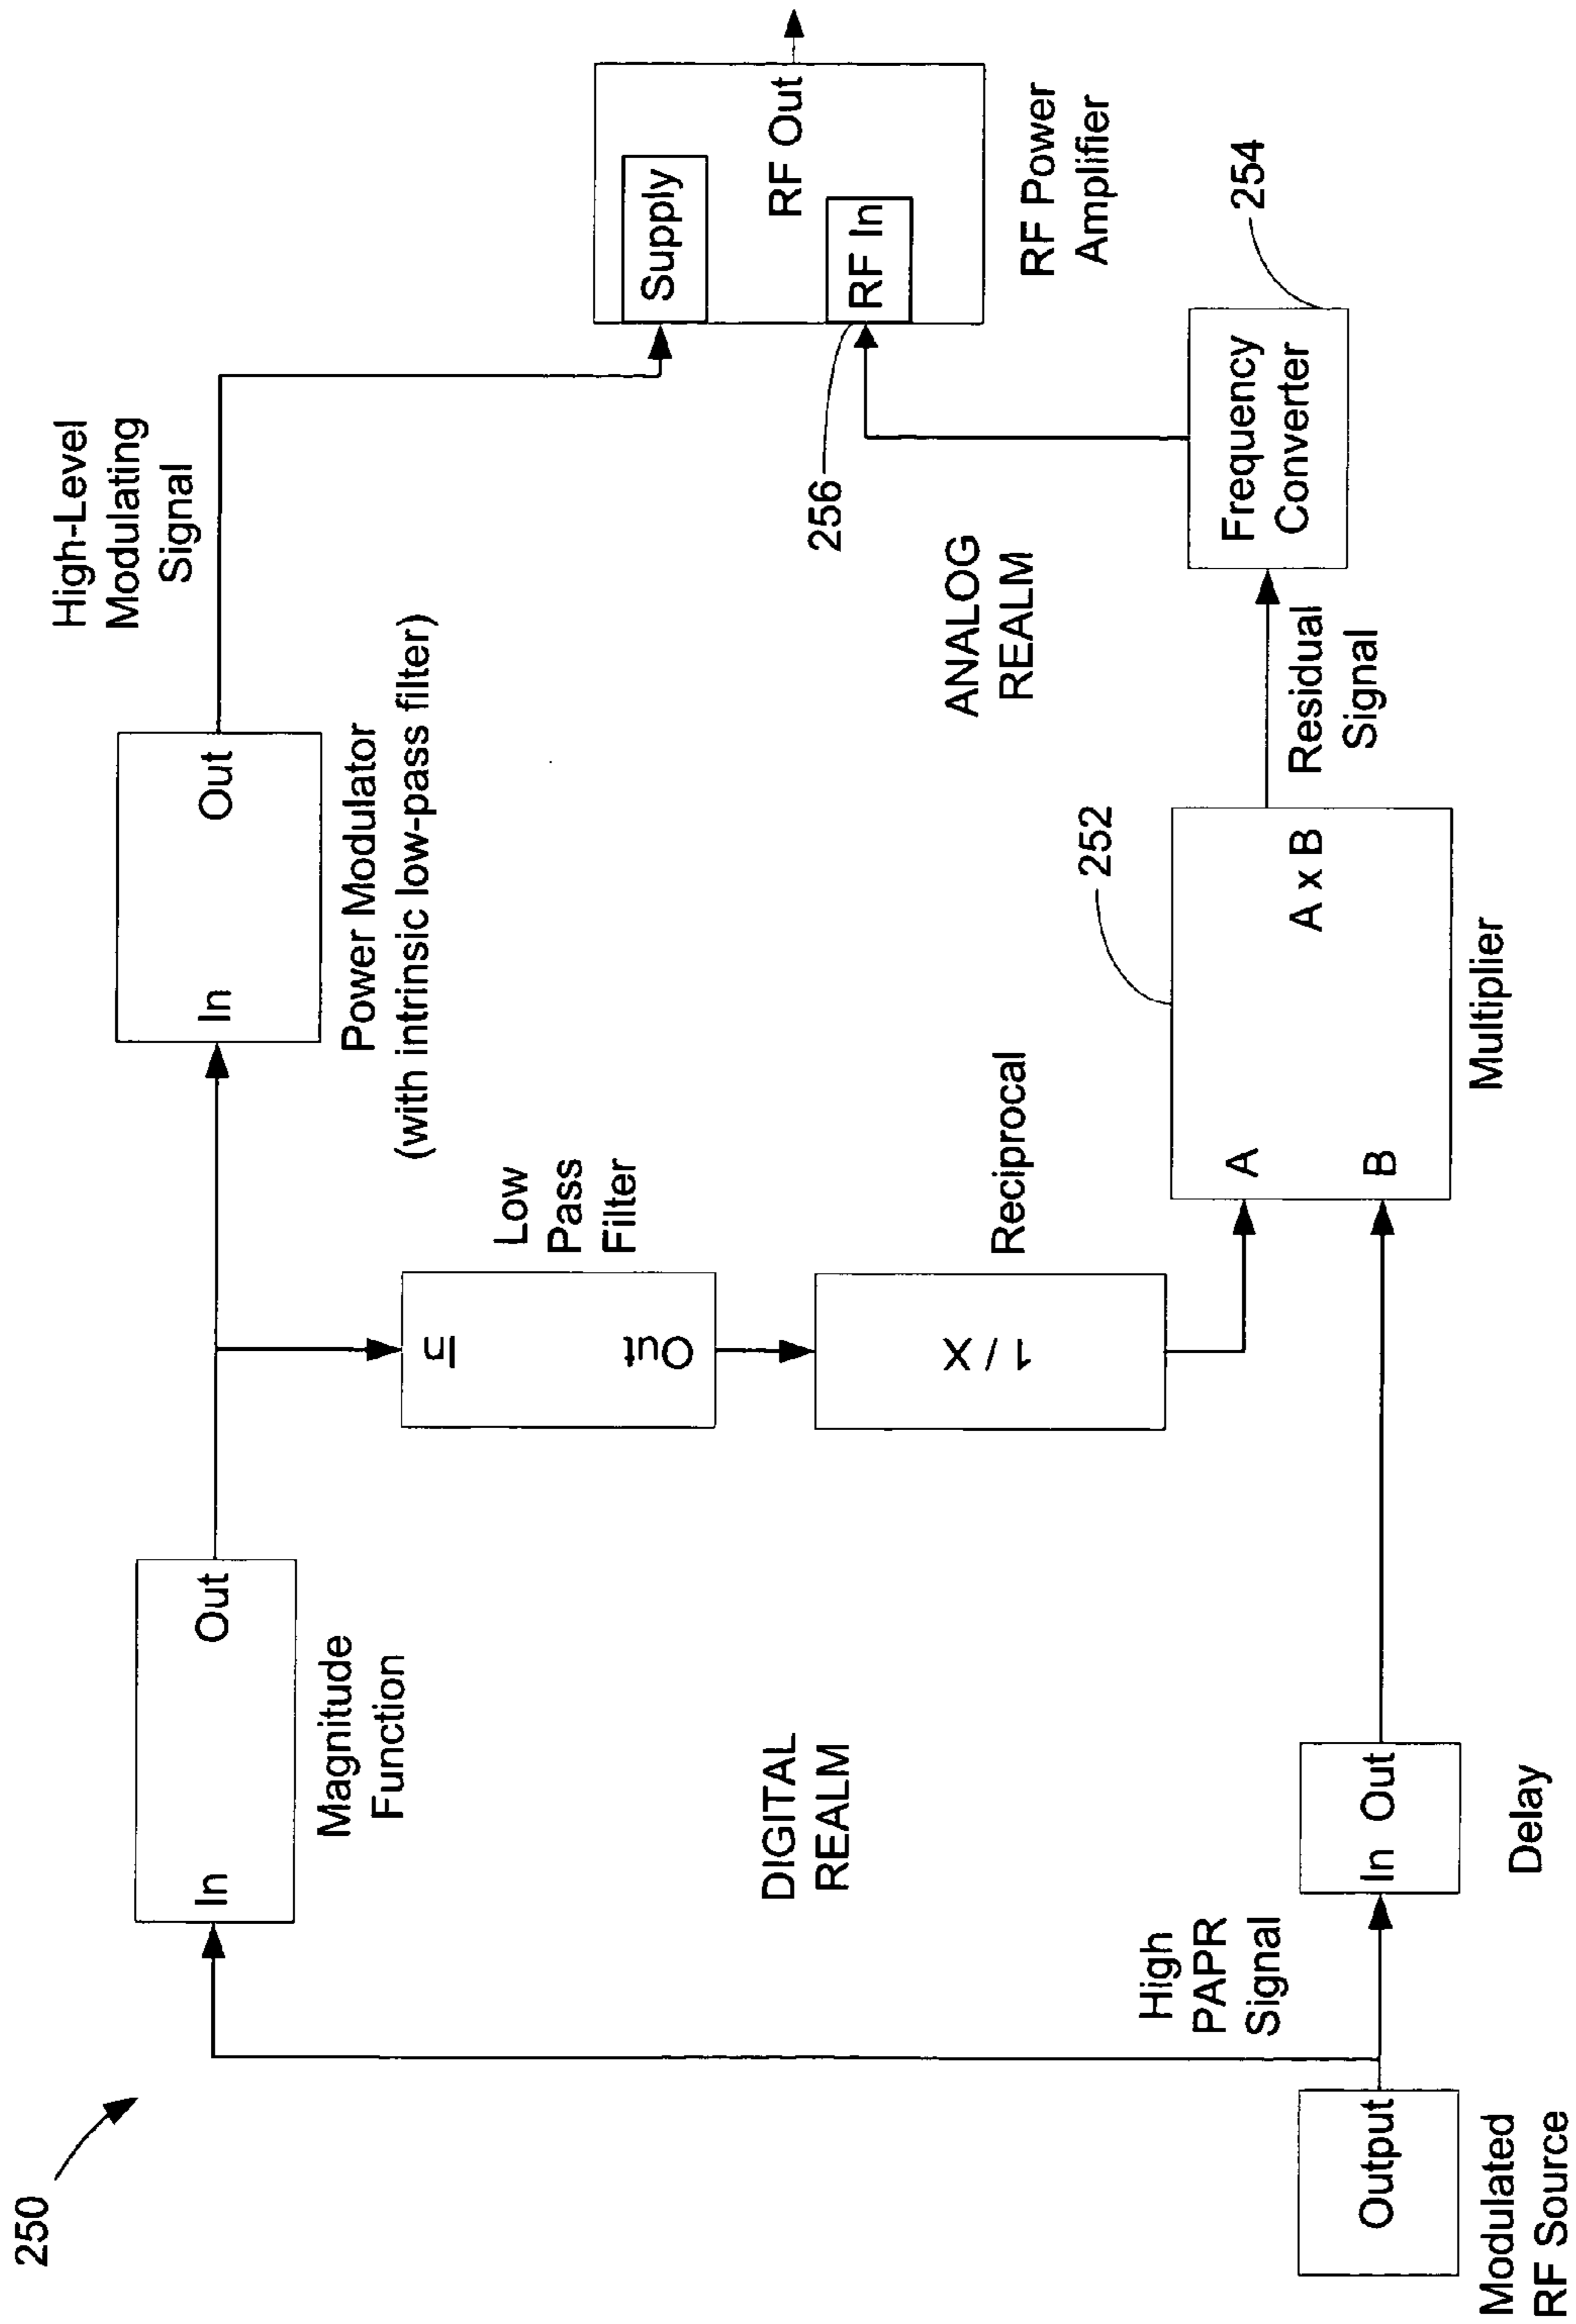 250
High-Level
Modulating
Signal
In
Out
Magnitude
Function
In
Out
Power Modulator
(with intrinsic low-pass filter)
Supply
RF Out
RF In
RF Power
Amplifier
256
In
Out
Low
Pass
Filter
1 / X
Reciprocal
DIGITAL
REALM
ANALOG
REALM
252
A
B
A x B
Multiplier
Residual
Signal
Frequency
Converter
254
High
PAPR
Signal
Output
Modulated
RF Source
In Out
Delay